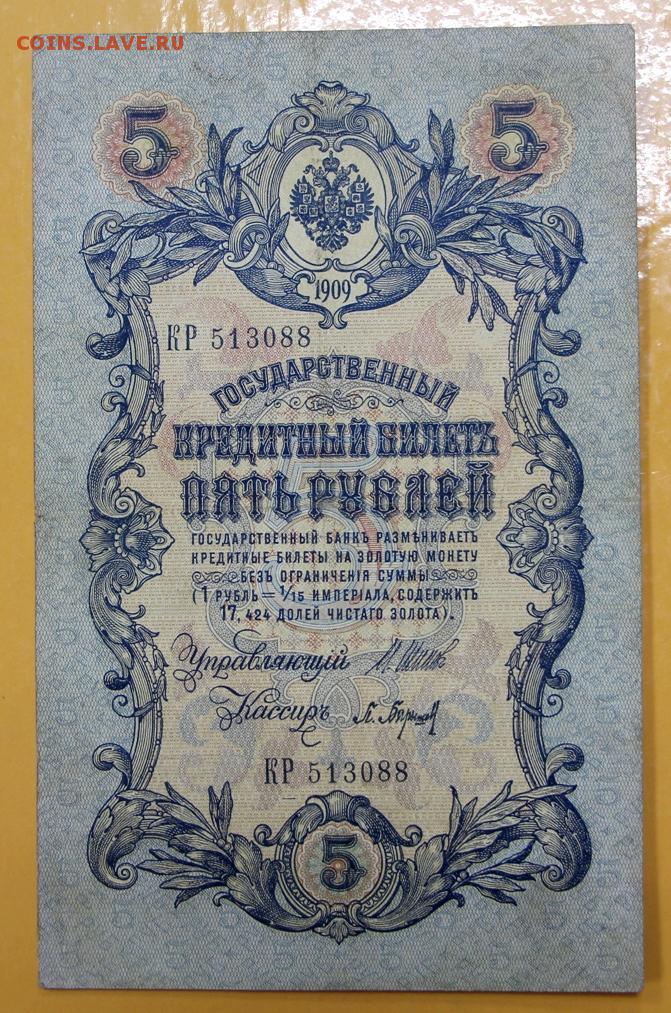 COINS.LAVE.RU
5 5
1909
КР 513088
ГОСУДАРСТВЕННЫЙ
КРЕДИТНЫЙ БИЛЕТЪ
ПЯТЬ РУБЛЕЙ
ГОСУДАРСТВЕННЫЙ БАНКЪ РАЗМѢНИВАЕТЪ
КРЕДИТНЫЕ БИЛЕТЫ НА ЗОЛОТУЮ МОНЕТУ
БЕЗЪ ОГРАНИЧЕНІЯ СУММЫ
(1 РУБЛЬ = 1/15 ИМПЕРІАЛА, СОДЕРЖИТЪ
17,424 ДОЛЕЙ ЧИСТАГО ЗОЛОТА).
Управляющій
Кассиръ
КР 513088
5